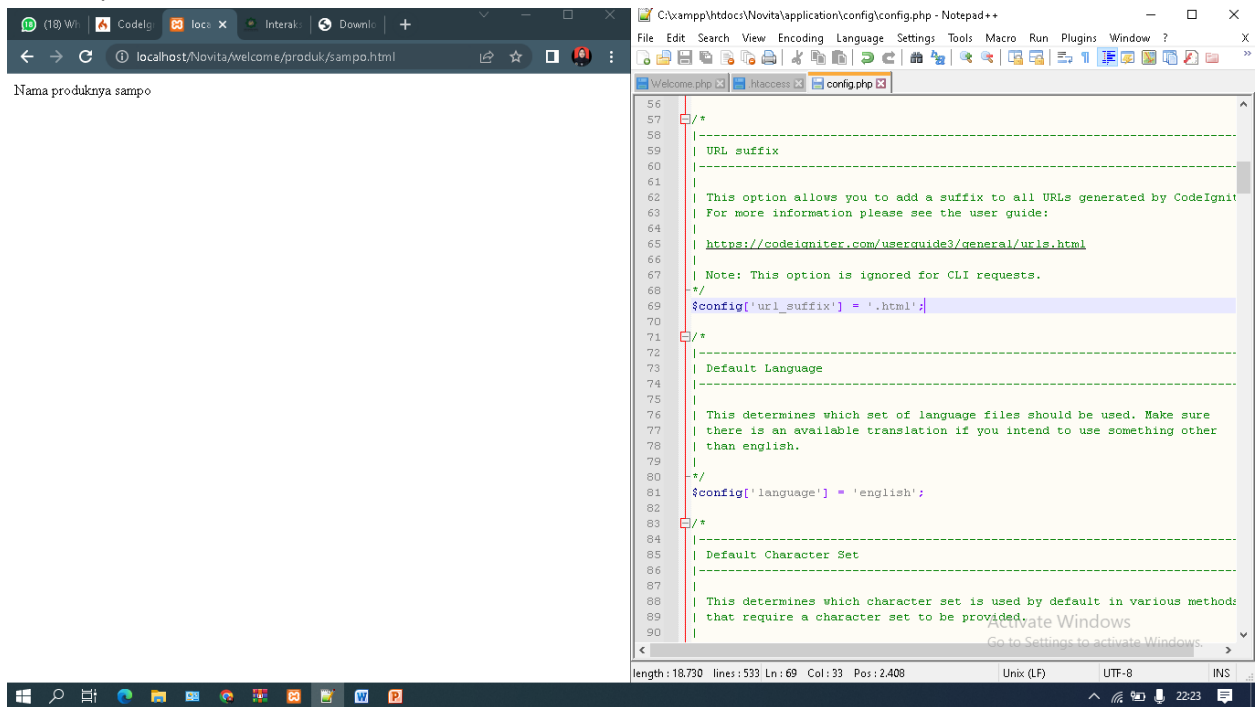 (18) Wh
CodeIg
loca
Interak
Downlo
localhost/Novita/welcome/produk/sampo.html
Nama produknya sampo
C:\xampp\htdocs\Novita\application\config\config.php - Notepad++
File Edit Search View Encoding Language Settings Tools Macro Run Plugins Window ? X
Welcome.php .htaccess config.php
56
57 /*
58 |--------------------------------------------------------------------------
59 | URL suffix
60 |--------------------------------------------------------------------------
61 |
62 | This option allows you to add a suffix to all URLs generated by CodeIgnit
63 | For more information please see the user guide:
64 |
65 | https://codeigniter.com/userguide3/general/urls.html
66 |
67 | Note: This option is ignored for CLI requests.
68 */
69 $config['url_suffix'] = '.html';
70
71 /*
72 |--------------------------------------------------------------------------
73 | Default Language
74 |--------------------------------------------------------------------------
75 |
76 | This determines which set of language files should be used. Make sure
77 | there is an available translation if you intend to use something other
78 | than english.
79 |
80 */
81 $config['language'] = 'english';
82
83 /*
84 |--------------------------------------------------------------------------
85 | Default Character Set
86 |--------------------------------------------------------------------------
87 |
88 | This determines which character set is used by default in various methods
89 | that require a character set to be provided.
90 |
Activate Windows
Go to Settings to activate Windows.
length : 18.730 lines : 533 Ln : 69 Col : 33 Pos : 2.408 Unix (LF) UTF-8 INS
22:23